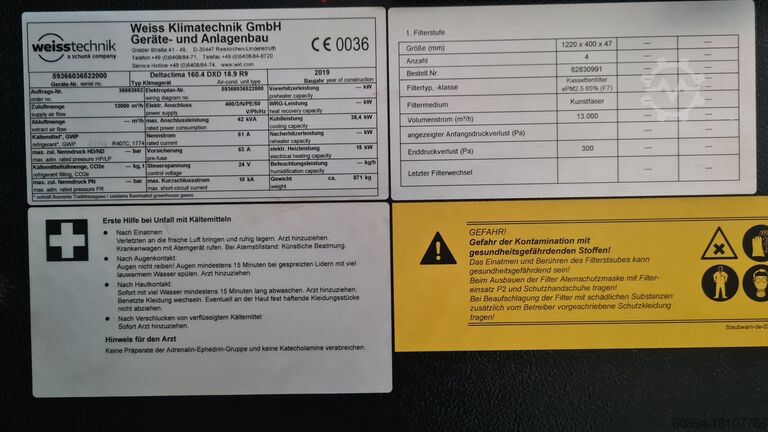 weisstechnik
a schunk company
Weiss Klimatechnik GmbH
Geräte- und Anlagenbau
Greizer Straße 41 - 49, D-35447 Reiskirchen-Lindenstruth
Telefon +49 (0)6408/84-71, Telefax +49 (0)6408/84-8720
Service Hotline +49 (0)6408/84-74, www.wkt.com
CE 0036
59366036522000
Geräte-Nr. serial no.
Deltaclima 160.4 DXD 18.9 R9
Klimagerät Air-cond. unit type
2019
Baujahr year of construction
Auftrags-Nr. 36603652
order no.
Elektroplan-Nr. 59366036522000
wiring diagram no.
Vorerhitzerleistung — kW
preheater capacity
Zuluftmenge 13000 m³/h
supply air flow
Elektr. Anschluss 400/3/N/PE/50
power supply V/Ph/Hz
WRG-Leistung — kW
heat recovery capacity
Abluftmenge — m³/h
extract air flow
max. Anschlussleistung 42 kVA
rated power consumption
Kühlleistung 38,4 kW
cooling capacity
Kältemittel*, GWP R407C, 1774
refrigerant*, GWP
Nennstrom 61 A
rated current
Nacherhitzerleistung — kW
reheater capacity
max. zul. Nenndruck HD/ND — bar
max. adm. rated pressure HP/LP
Vorsicherung 63 A
pre-fuse
elektr. Heizleistung 15 kW
electrical heating capacity
Kältemittelfüllmenge, CO2e — kg, t
refrigerant filling, CO2e
Steuerspannung 24 V
control voltage
Befeuchtungsleistung — kg/h
humidification capacity
max. zul. Nenndruck PN — bar
max. adm. rated pressure PR
max. Kurzschlussstrom 10 kA
max. short-circuit current
Gewicht ca. 871 kg
weight
* enthält fluorierte Treibhausgase / contains fluorinated greenhouse gases
1. Filterstufe
Größe (mm) 1220 x 400 x 47 — —
Anzahl 4 — —
Bestell.Nr. 62830991 — —
Filtertyp, -klasse Kassettenfilter ePM2,5 65% (F7) — —
Filtermedium Kunstfaser — —
Volumenstrom (m³/h) 13.000 — —
angezeigter Anfangsdruckverlust (Pa) — —
Enddruckverlust (Pa) 300 — —
Letzter Filterwechsel — —
Erste Hilfe bei Unfall mit Kältemitteln
● Nach Einatmen:
Verletzten an die frische Luft bringen und ruhig lagern. Arzt hinzuziehen.
Krankenwagen mit Atemgerät rufen. Bei Atemstillstand: Künstliche Beatmung.
● Nach Augenkontakt:
Augen nicht reiben! Augen mindestens 15 Minuten bei gespreizten Lidern mit viel
lauwarmem Wasser spülen. Arzt hinzuziehen.
● Nach Hautkontakt
Sofort mit viel Wasser mindestens 15 Minuten lang abwaschen. Arzt hinzuziehen.
Benetzte Kleidung wechseln. Eventuell an der Haut fest haftende Kleidungsstücke
nicht abziehen.
● Nach Verschlucken von verflüssigtem Kältemittel:
Sofort Arzt hinzuziehen.
Hinweis für den Arzt
Keine Präparate der Adrenalin-Ephedrin-Gruppe und keine Katecholamine verabreichen.
GEFAHR!
Gefahr der Kontamination mit
gesundheitsgefährdenden Stoffen!
Das Einatmen und Berühren des Filterstaubes kann
gesundheitsgefährdend sein!
Beim Ausbauen der Filter Atemschutzmaske mit Filter-
einsatz P2 und Schutzhandschuhe tragen!
Bei Beaufschlagung der Filter mit schädlichen Substanzen
zusätzlich vom Betreiber vorgeschriebene Schutzkleidung
tragen!
Staubwarn-de-02
60864-18107786